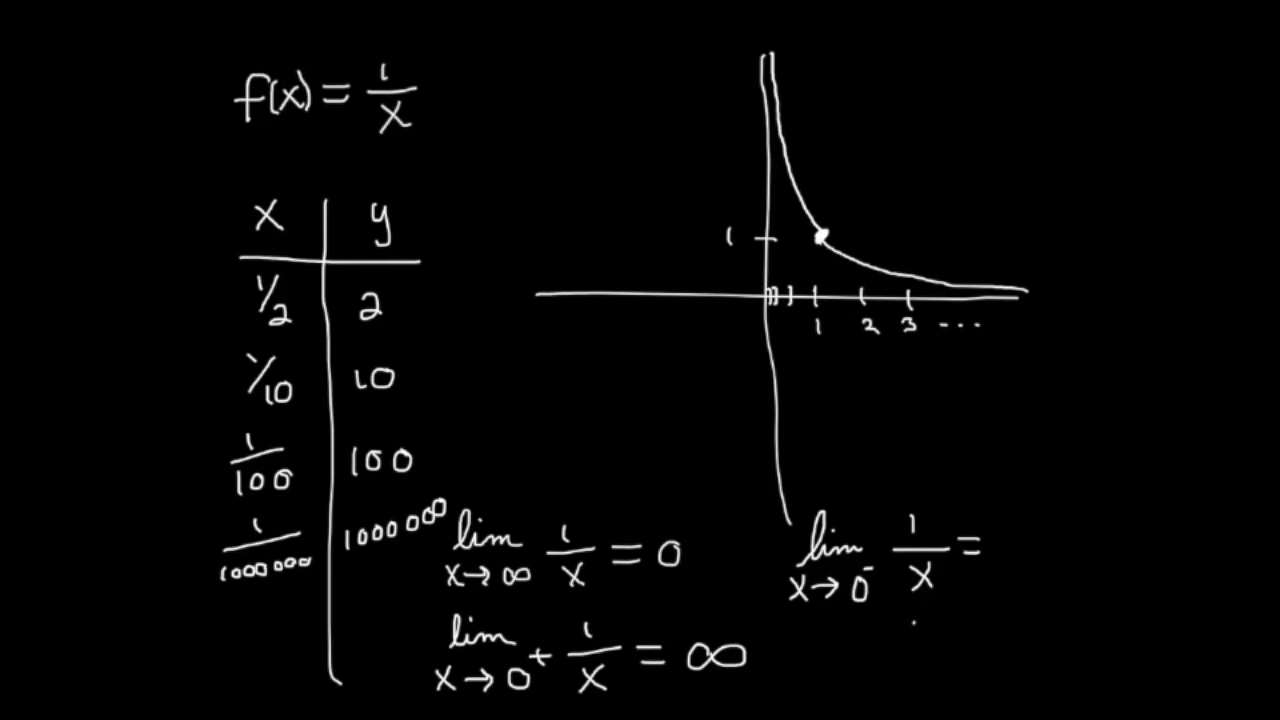 f(x) = 1/x
x | y
1/2 | 2
1/10 | 10
1/100 | 100
1/1000000 | 1000000
1
1 2 3 ...
lim x→∞ 1/x = 0
lim x→0⁺ 1/x = ∞
lim x→0⁻ 1/x =